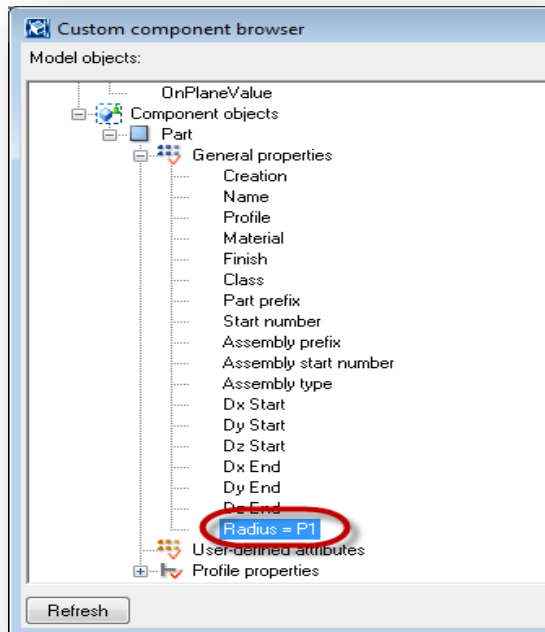 Custom component browser
Model objects:
OnPlaneValue
Component objects
Part
General properties
Creation
Name
Profile
Material
Finish
Class
Part prefix
Start number
Assembly prefix
Assembly start number
Assembly type
Dx Start
Dy Start
Dz Start
Dx End
Dy End
Dz End
Radius = P1
User-defined attributes
Profile properties
Refresh